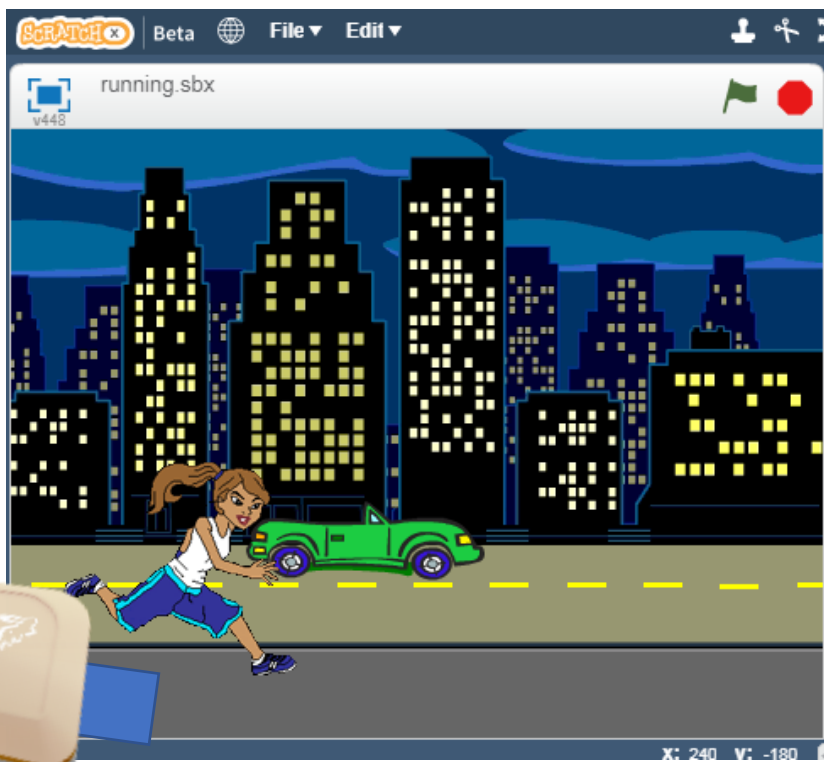 SCRATCH X Beta File ▾ Edit ▾
running.sbx
v448
X: 240 Y: -180